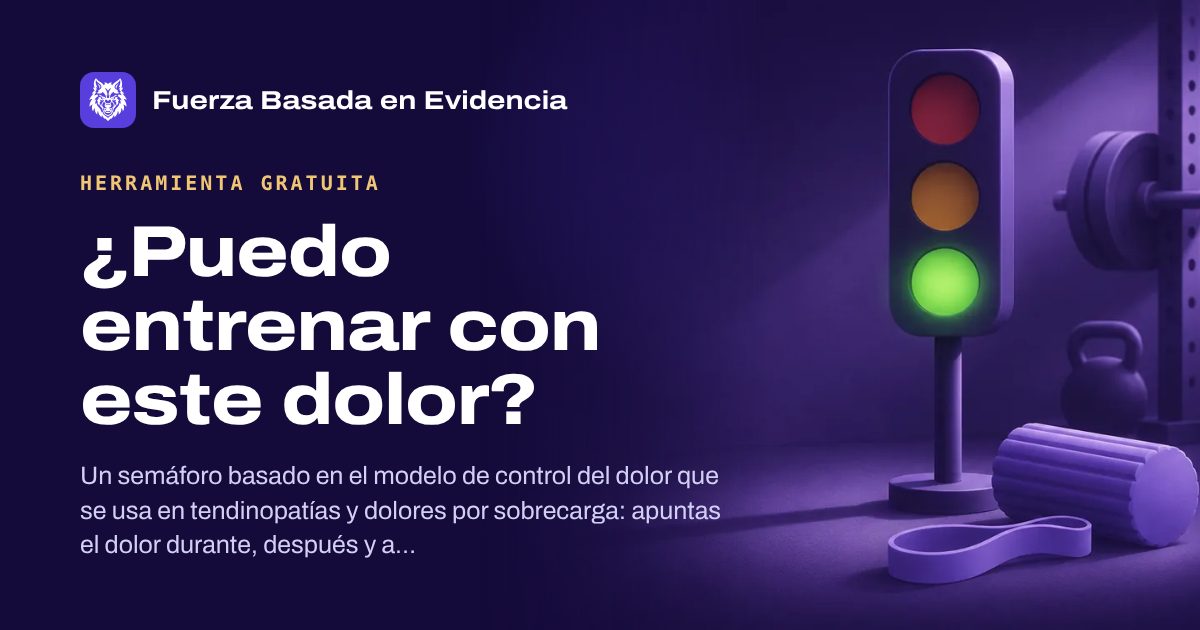 Fuerza Basada en Evidencia
HERRAMIENTA GRATUITA
¿Puedo
entrenar con
este dolor?
Un semáforo basado en el modelo de control del dolor que
se usa en tendinopatías y dolores por sobrecarga: apuntas
el dolor durante, después y a...